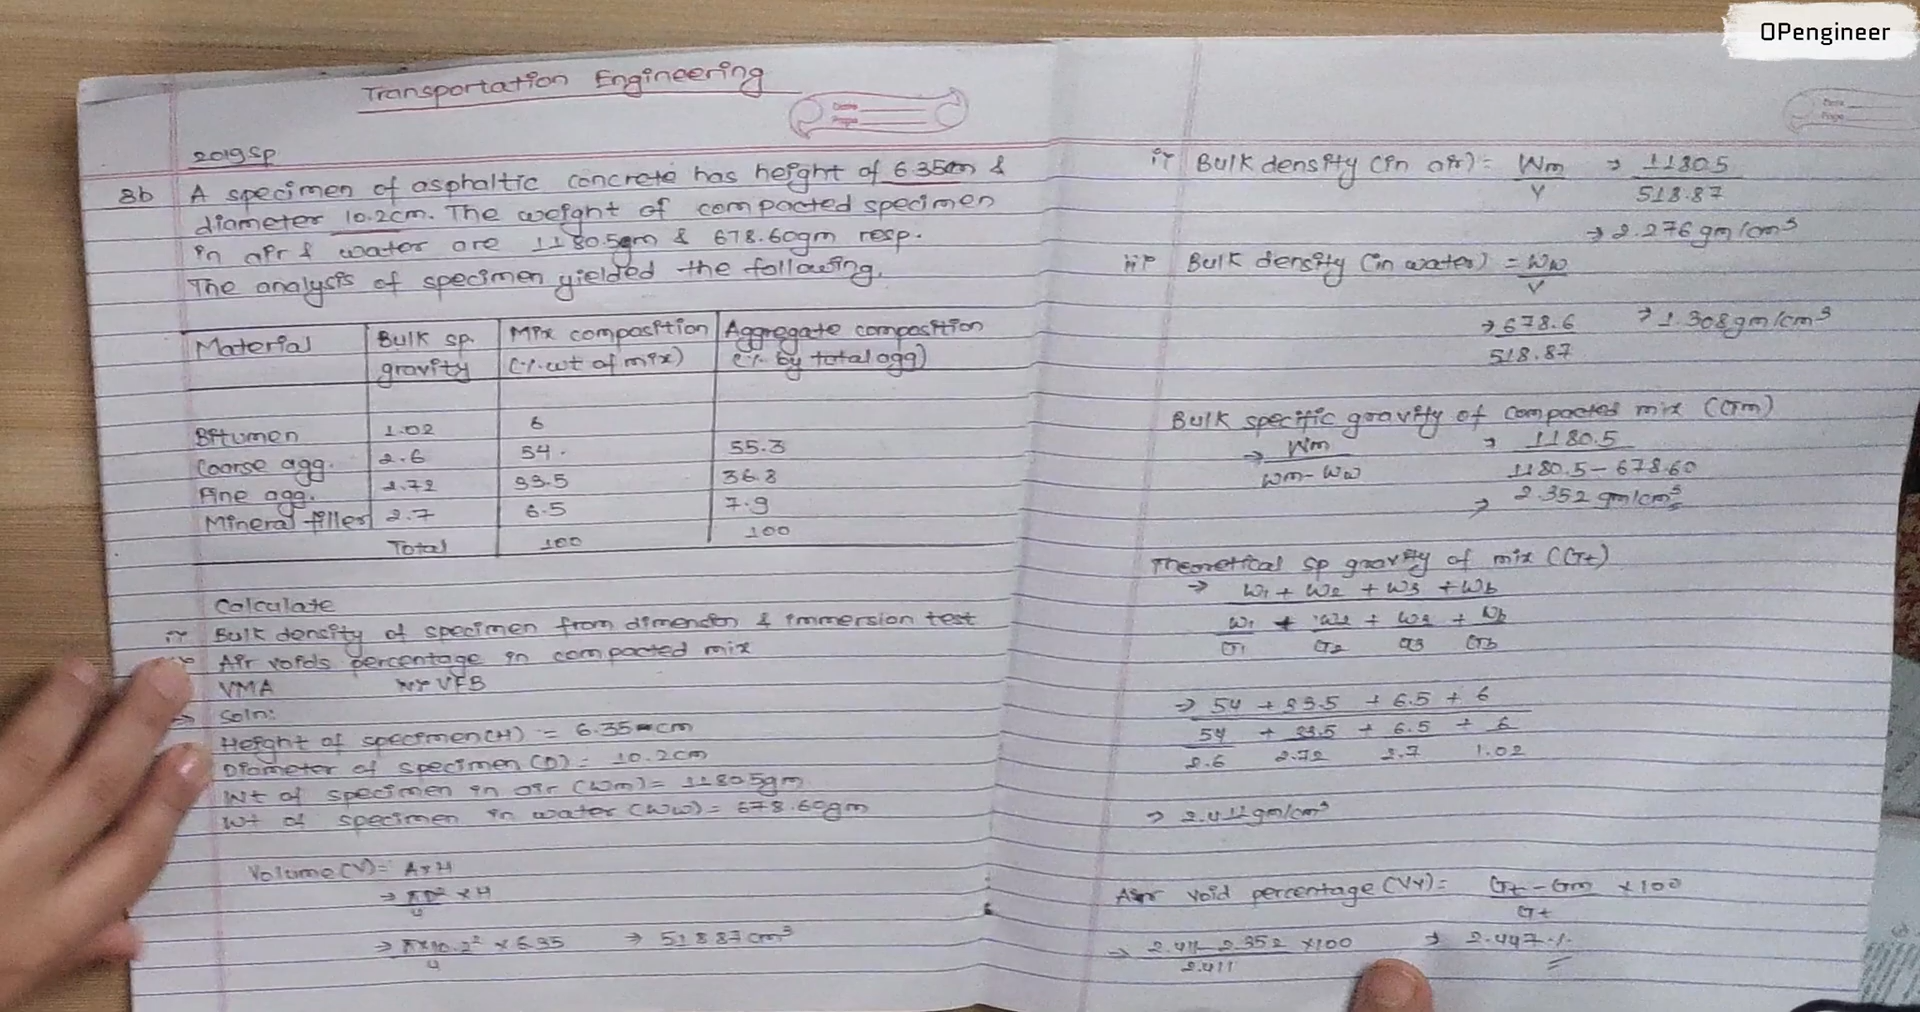 OPengineer
Transportation Engineering
2019 sp
8b A specimen of asphaltic concrete has height of 6.35cm &
diameter 10.2cm. The weight of compacted specimen
in air & water are 1180.5gm & 678.60gm resp.
The analysis of specimen yielded the following.
Material Bulk sp. gravity Mix composition (%.wt of mix) Aggregate composition (%. by total agg)
Bitumen 1.02 6
Coarse agg. 2.6 54. 55.3
Fine agg. 2.72 33.5 36.8
Mineral filler 2.7 6.5 7.9
Total 100 100
Calculate
Bulk density of specimen from dimension & immersion test
Air voids percentage in compacted mix
VMA VFB
Soln:
Height of specimen (H) = 6.35 cm
Diameter of specimen (D) = 10.2cm
Wt of specimen in air (Wm) = 1180.5gm
Wt of specimen in water (Ww) = 678.60gm
Volume (V) = A×H
→ πD²/4 ×H
→ π×10.2²/4 × 6.35 → 518.87 cm³
i> Bulk density (in air) = Wm/V → 1180.5/518.87
→ 2.276 gm/cm³
ii> Bulk density (in water) = Ww/V
→ 678.6/518.87 → 1.308gm/cm³
Bulk specific gravity of compacted mix (Gm)
→ Wm/Wm-Ww → 1180.5/1180.5-678.60
→ 2.352 gm/cm³
Theoretical sp gravity of mix (Gt)
→ W1 + W2 + W3 + Wb
W1/G1 + W2/G2 + W3/G3 + Wb/Gb
→ 54 + 33.5 + 6.5 + 6
54/2.6 + 33.5/2.72 + 6.5/2.7 + 6/1.02
→ 2.411gm/cm³
Air void percentage (Vv) = Gt-Gm/Gt ×100
→ 2.411-2.352/2.411 ×100 → 2.447%.